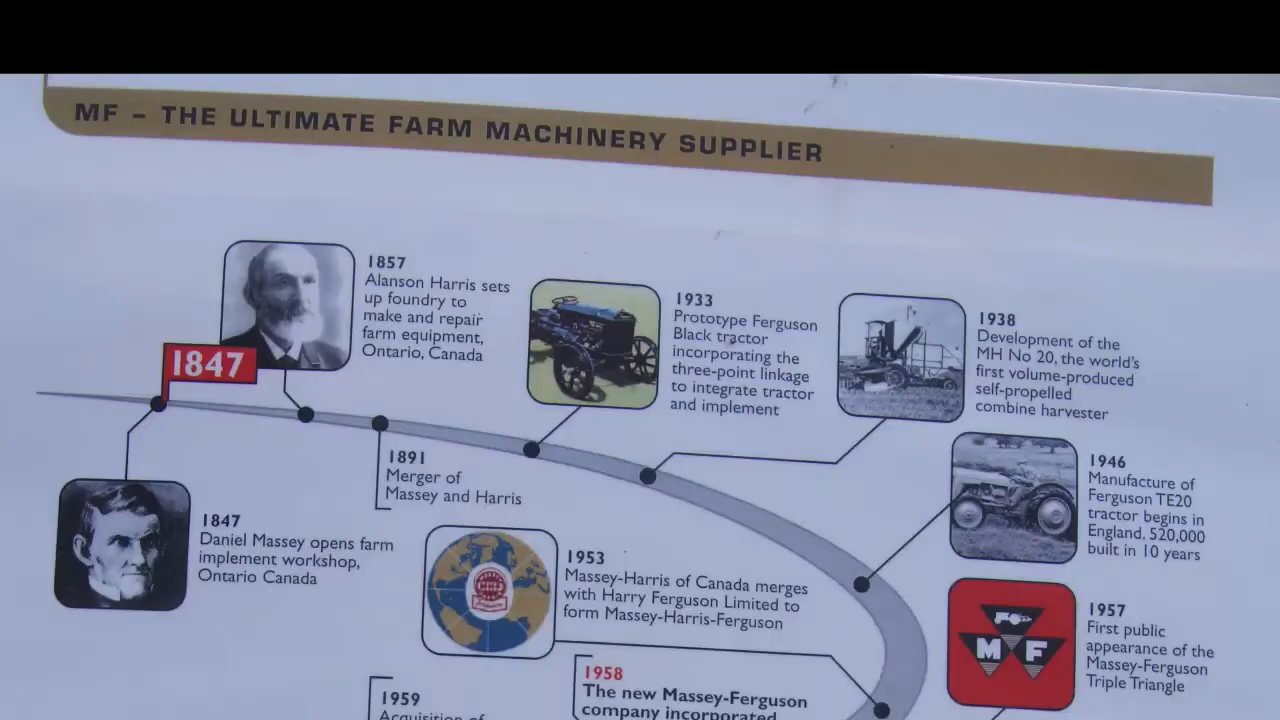 MF – THE ULTIMATE FARM MACHINERY SUPPLIER
1857
Alanson Harris sets
up foundry to
make and repair
farm equipment,
Ontario, Canada
1847
1933
Prototype Ferguson
Black tractor
incorporating the
three-point linkage
to integrate tractor
and implement
1938
Development of the
MH No 20, the world's
first volume-produced
self-propelled
combine harvester
1891
Merger of
Massey and Harris
1946
Manufacture of
Ferguson TE20
tractor begins in
England. 520,000
built in 10 years
1847
Daniel Massey opens farm
implement workshop,
Ontario Canada
1953
Massey-Harris of Canada merges
with Harry Ferguson Limited to
form Massey-Harris-Ferguson
1957
First public
appearance of the
Massey-Ferguson
Triple Triangle
M F
1958
The new Massey-Ferguson
company incorporated
1959
Acquisition of